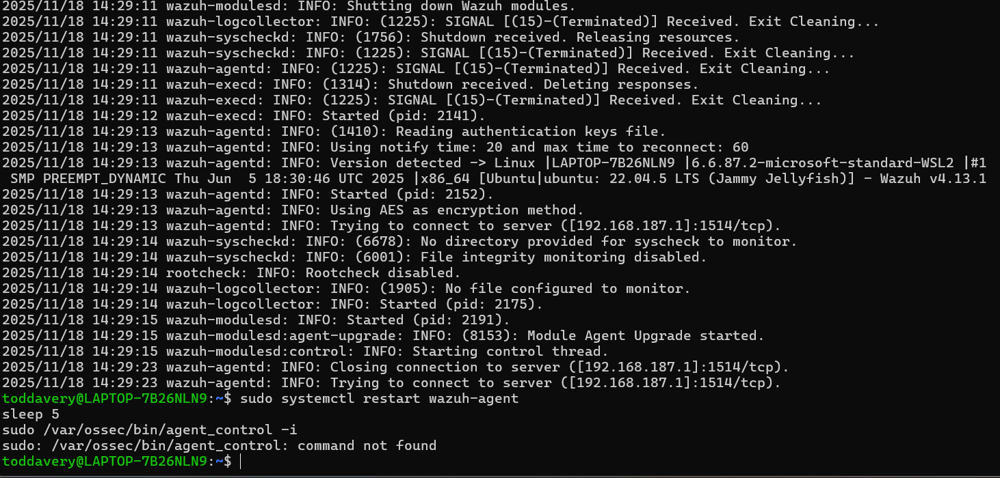 2025/11/18 14:29:11 wazuh-modulesd: INFO: Shutting down Wazuh modules.
2025/11/18 14:29:11 wazuh-logcollector: INFO: (1225): SIGNAL [(15)-(Terminated)] Received. Exit Cleaning...
2025/11/18 14:29:11 wazuh-syscheckd: INFO: (1756): Shutdown received. Releasing resources.
2025/11/18 14:29:11 wazuh-syscheckd: INFO: (1225): SIGNAL [(15)-(Terminated)] Received. Exit Cleaning...
2025/11/18 14:29:11 wazuh-agentd: INFO: (1225): SIGNAL [(15)-(Terminated)] Received. Exit Cleaning...
2025/11/18 14:29:11 wazuh-execd: INFO: (1314): Shutdown received. Deleting responses.
2025/11/18 14:29:11 wazuh-execd: INFO: (1225): SIGNAL [(15)-(Terminated)] Received. Exit Cleaning...
2025/11/18 14:29:12 wazuh-execd: INFO: Started (pid: 2141).
2025/11/18 14:29:13 wazuh-agentd: INFO: (1410): Reading authentication keys file.
2025/11/18 14:29:13 wazuh-agentd: INFO: Using notify time: 20 and max time to reconnect: 60
2025/11/18 14:29:13 wazuh-agentd: INFO: Version detected -> Linux |LAPTOP-7B26NLN9 |6.6.87.2-microsoft-standard-WSL2 |#1
 SMP PREEMPT_DYNAMIC Thu Jun  5 18:30:46 UTC 2025 |x86_64 [Ubuntu|ubuntu: 22.04.5 LTS (Jammy Jellyfish)] - Wazuh v4.13.1
2025/11/18 14:29:13 wazuh-agentd: INFO: Started (pid: 2152).
2025/11/18 14:29:13 wazuh-agentd: INFO: Using AES as encryption method.
2025/11/18 14:29:13 wazuh-agentd: INFO: Trying to connect to server ([192.168.187.1]:1514/tcp).
2025/11/18 14:29:14 wazuh-syscheckd: INFO: (6678): No directory provided for syscheck to monitor.
2025/11/18 14:29:14 wazuh-syscheckd: INFO: (6001): File integrity monitoring disabled.
2025/11/18 14:29:14 rootcheck: INFO: Rootcheck disabled.
2025/11/18 14:29:14 wazuh-logcollector: INFO: (1905): No file configured to monitor.
2025/11/18 14:29:14 wazuh-logcollector: INFO: Started (pid: 2175).
2025/11/18 14:29:15 wazuh-modulesd: INFO: Started (pid: 2191).
2025/11/18 14:29:15 wazuh-modulesd:agent-upgrade: INFO: (8153): Module Agent Upgrade started.
2025/11/18 14:29:15 wazuh-modulesd:control: INFO: Starting control thread.
2025/11/18 14:29:23 wazuh-agentd: INFO: Closing connection to server ([192.168.187.1]:1514/tcp).
2025/11/18 14:29:23 wazuh-agentd: INFO: Trying to connect to server ([192.168.187.1]:1514/tcp).
toddavery@LAPTOP-7B26NLN9:~$ sudo systemctl restart wazuh-agent
sleep 5
sudo /var/ossec/bin/agent_control -i
sudo: /var/ossec/bin/agent_control: command not found
toddavery@LAPTOP-7B26NLN9:~$